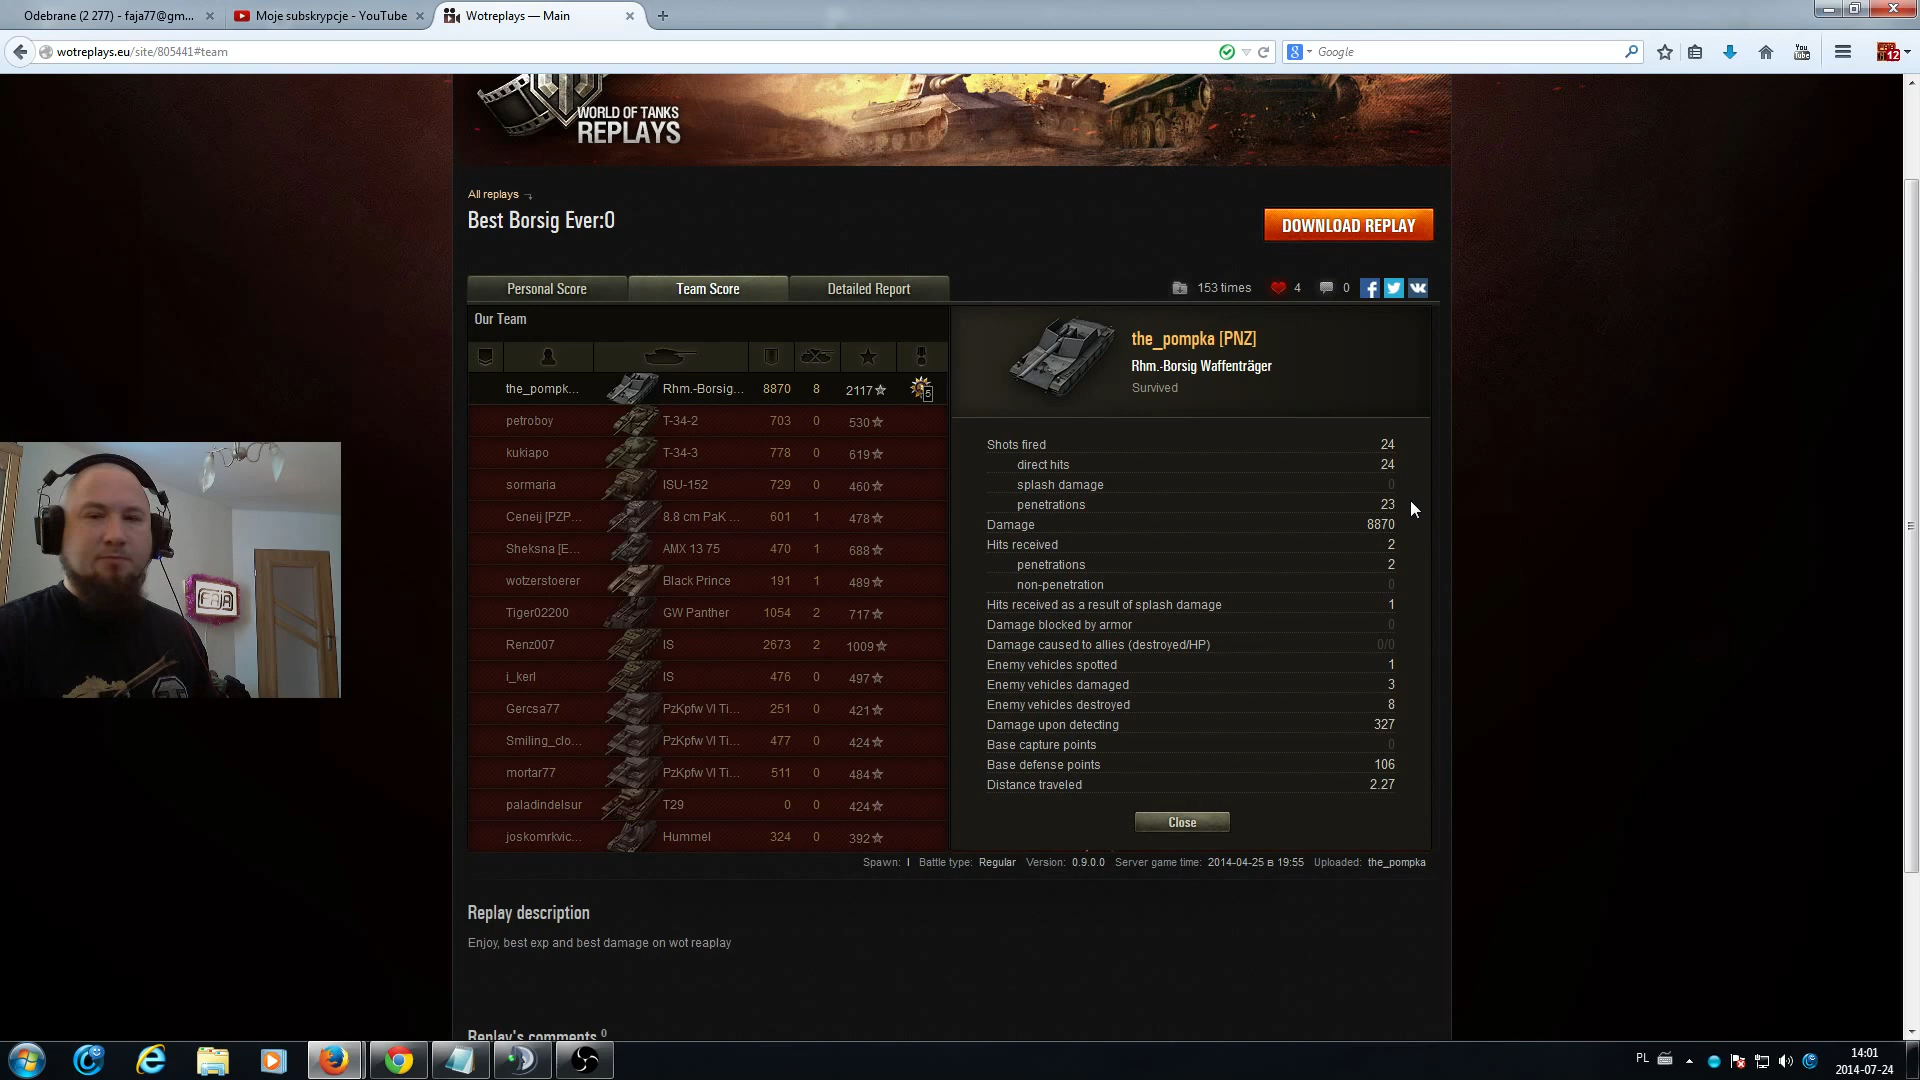 Odebrane (2 277) - faja77@gm...
Moje subskrypcje - YouTube
Wotreplays — Main
wotreplays.eu/site/805441#team
Google
12
WORLD OF TANKS
REPLAYS
All replays
Best Borsig Ever:0
DOWNLOAD REPLAY
Personal Score
Team Score
Detailed Report
153 times
4
0
Our Team
the_pompk... Rhm.-Borsig... 8870 8 2117 5
petroboy T-34-2 703 0 530
kukiapo T-34-3 778 0 619
sormaria ISU-152 729 0 460
Ceneij [PZP... 8.8 cm PaK ... 601 1 478
Sheksna [E... AMX 13 75 470 1 688
wotzerstoerer Black Prince 191 1 489
Tiger02200 GW Panther 1054 2 717
Renz007 IS 2673 2 1009
i_kerl IS 476 0 497
Gercsa77 PzKpfw VI Ti... 251 0 421
Smiling_clo... PzKpfw VI Ti... 477 0 424
mortar77 PzKpfw VI Ti... 511 0 484
paladindelsur T29 0 0 424
joskomrkvic... Hummel 324 0 392
the_pompka [PNZ]
Rhm.-Borsig Waffenträger
Survived
Shots fired 24
direct hits 24
splash damage 0
penetrations 23
Damage 8870
Hits received 2
penetrations 2
non-penetration 0
Hits received as a result of splash damage 1
Damage blocked by armor 0
Damage caused to allies (destroyed/HP) 0/0
Enemy vehicles spotted 1
Enemy vehicles damaged 3
Enemy vehicles destroyed 8
Damage upon detecting 327
Base capture points 0
Base defense points 106
Distance traveled 2.27
Close
Spawn: I Battle type: Regular Version: 0.9.0.0 Server game time: 2014-04-25 в 19:55 Uploaded: the_pompka
Replay description
Enjoy, best exp and best damage on wot reaplay
Replay's comments 0
FAJA
PL
14:01
2014-07-24